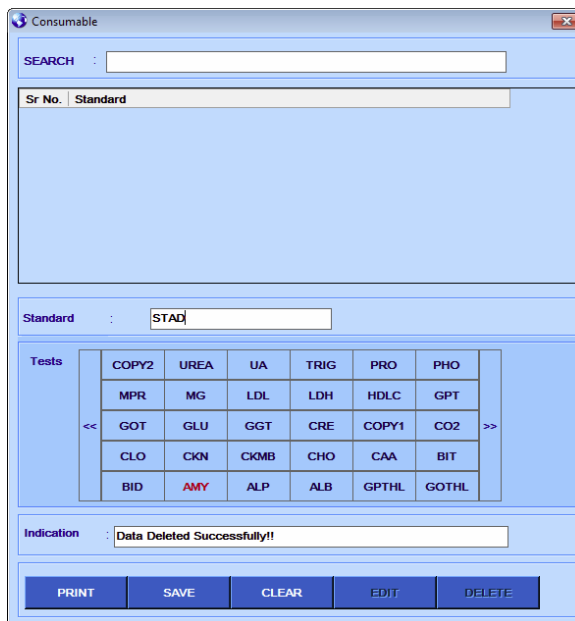 Consumable
SEARCH :
Sr No. Standard
Standard : STAD
Tests
COPY2 UREA UA TRIG PRO PHO
MPR MG LDL LDH HDLC GPT
<< GOT GLU GGT CRE COPY1 CO2 >>
CLO CKN CKMB CHO CAA BIT
BID AMY ALP ALB GPTHL GOTHL
Indication : Data Deleted Successfully!!
PRINT SAVE CLEAR EDIT DELETE